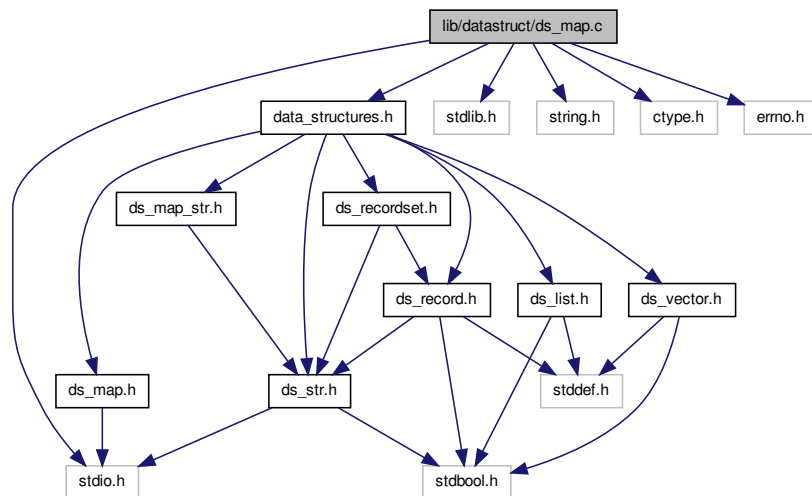 lib/datastruct/ds_map.c
data_structures.h
stdlib.h
string.h
ctype.h
errno.h
ds_map_str.h
ds_recordset.h
ds_record.h
ds_list.h
ds_vector.h
ds_map.h
ds_str.h
stddef.h
stdio.h
stdbool.h